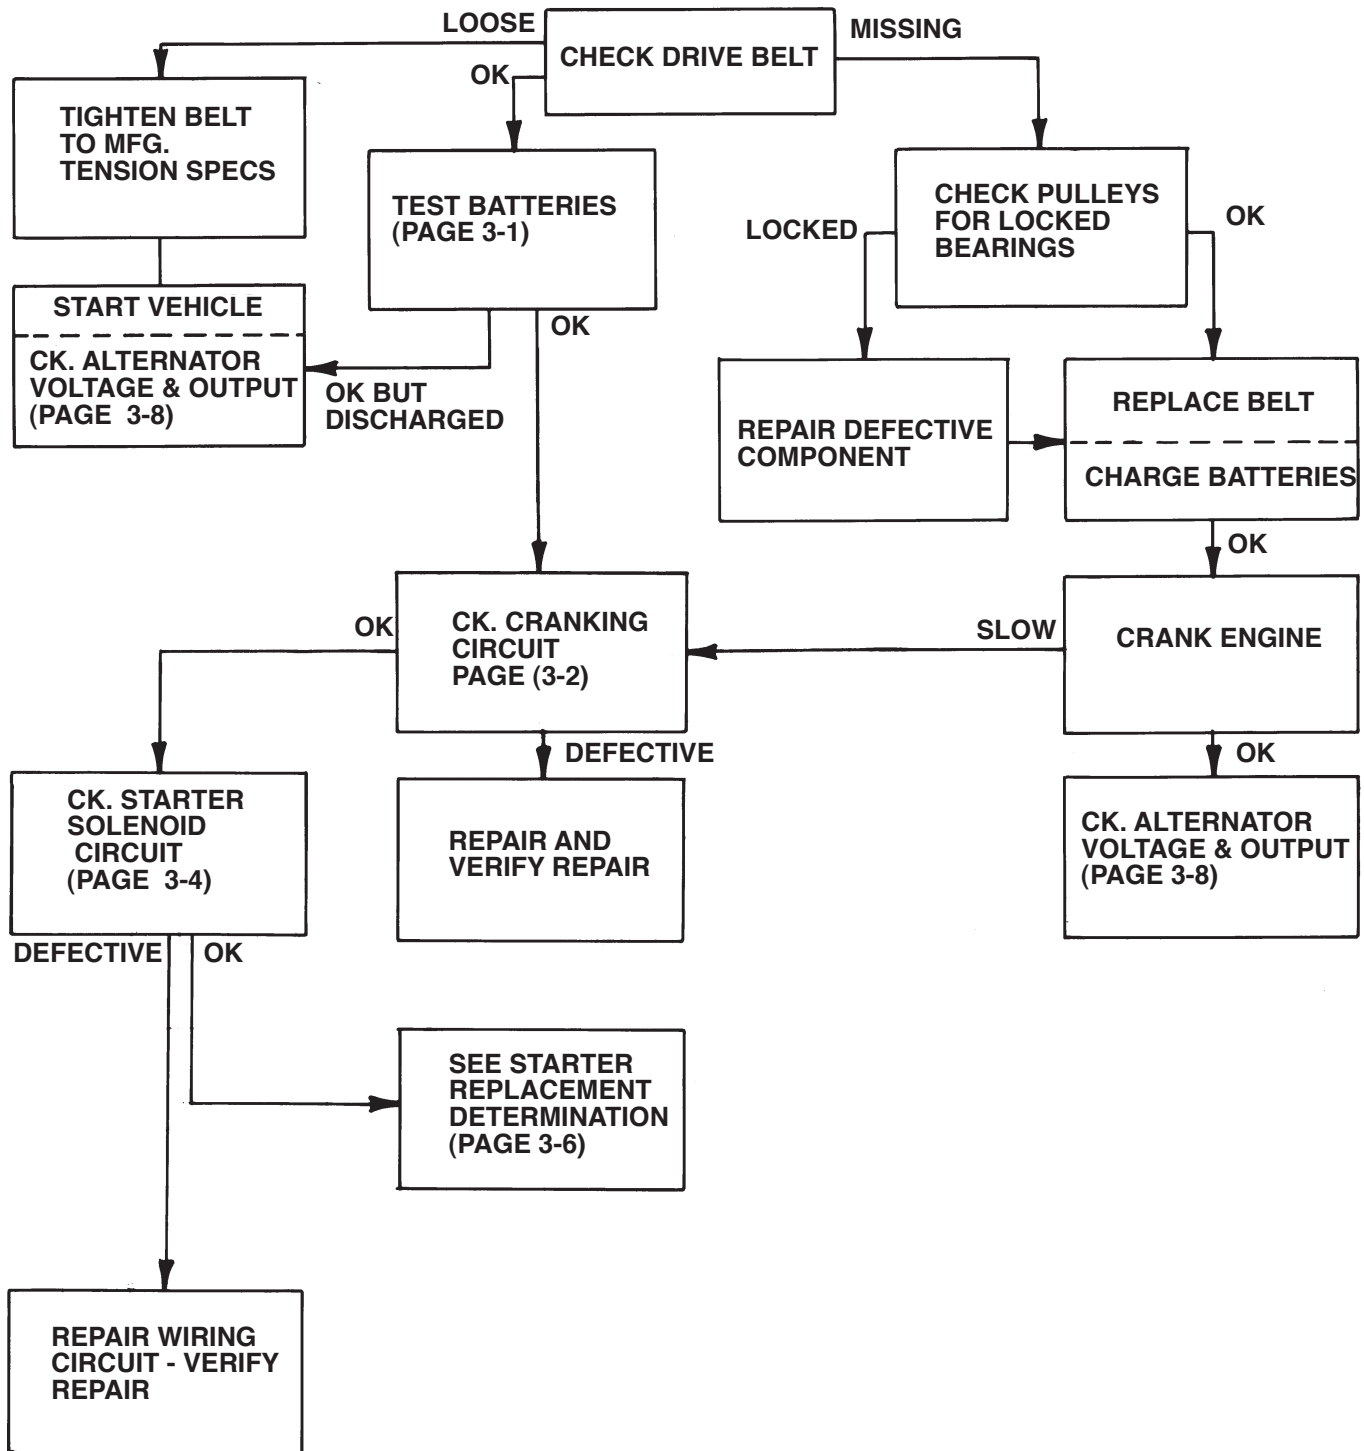 LOOSE
CHECK DRIVE BELT
MISSING
OK
TIGHTEN BELT
TO MFG.
TENSION SPECS
TEST BATTERIES
(PAGE 3-1)
CHECK PULLEYS
FOR LOCKED
BEARINGS
LOCKED
OK
START VEHICLE
CK. ALTERNATOR
VOLTAGE & OUTPUT
(PAGE 3-8)
OK BUT
DISCHARGED
OK
REPAIR DEFECTIVE
COMPONENT
REPLACE BELT
CHARGE BATTERIES
OK
OK
CK. CRANKING
CIRCUIT
PAGE (3-2)
SLOW
CRANK ENGINE
DEFECTIVE
OK
CK. STARTER
SOLENOID
CIRCUIT
(PAGE 3-4)
REPAIR AND
VERIFY REPAIR
CK. ALTERNATOR
VOLTAGE & OUTPUT
(PAGE 3-8)
DEFECTIVE
OK
SEE STARTER
REPLACEMENT
DETERMINATION
(PAGE 3-6)
REPAIR WIRING
CIRCUIT - VERIFY
REPAIR